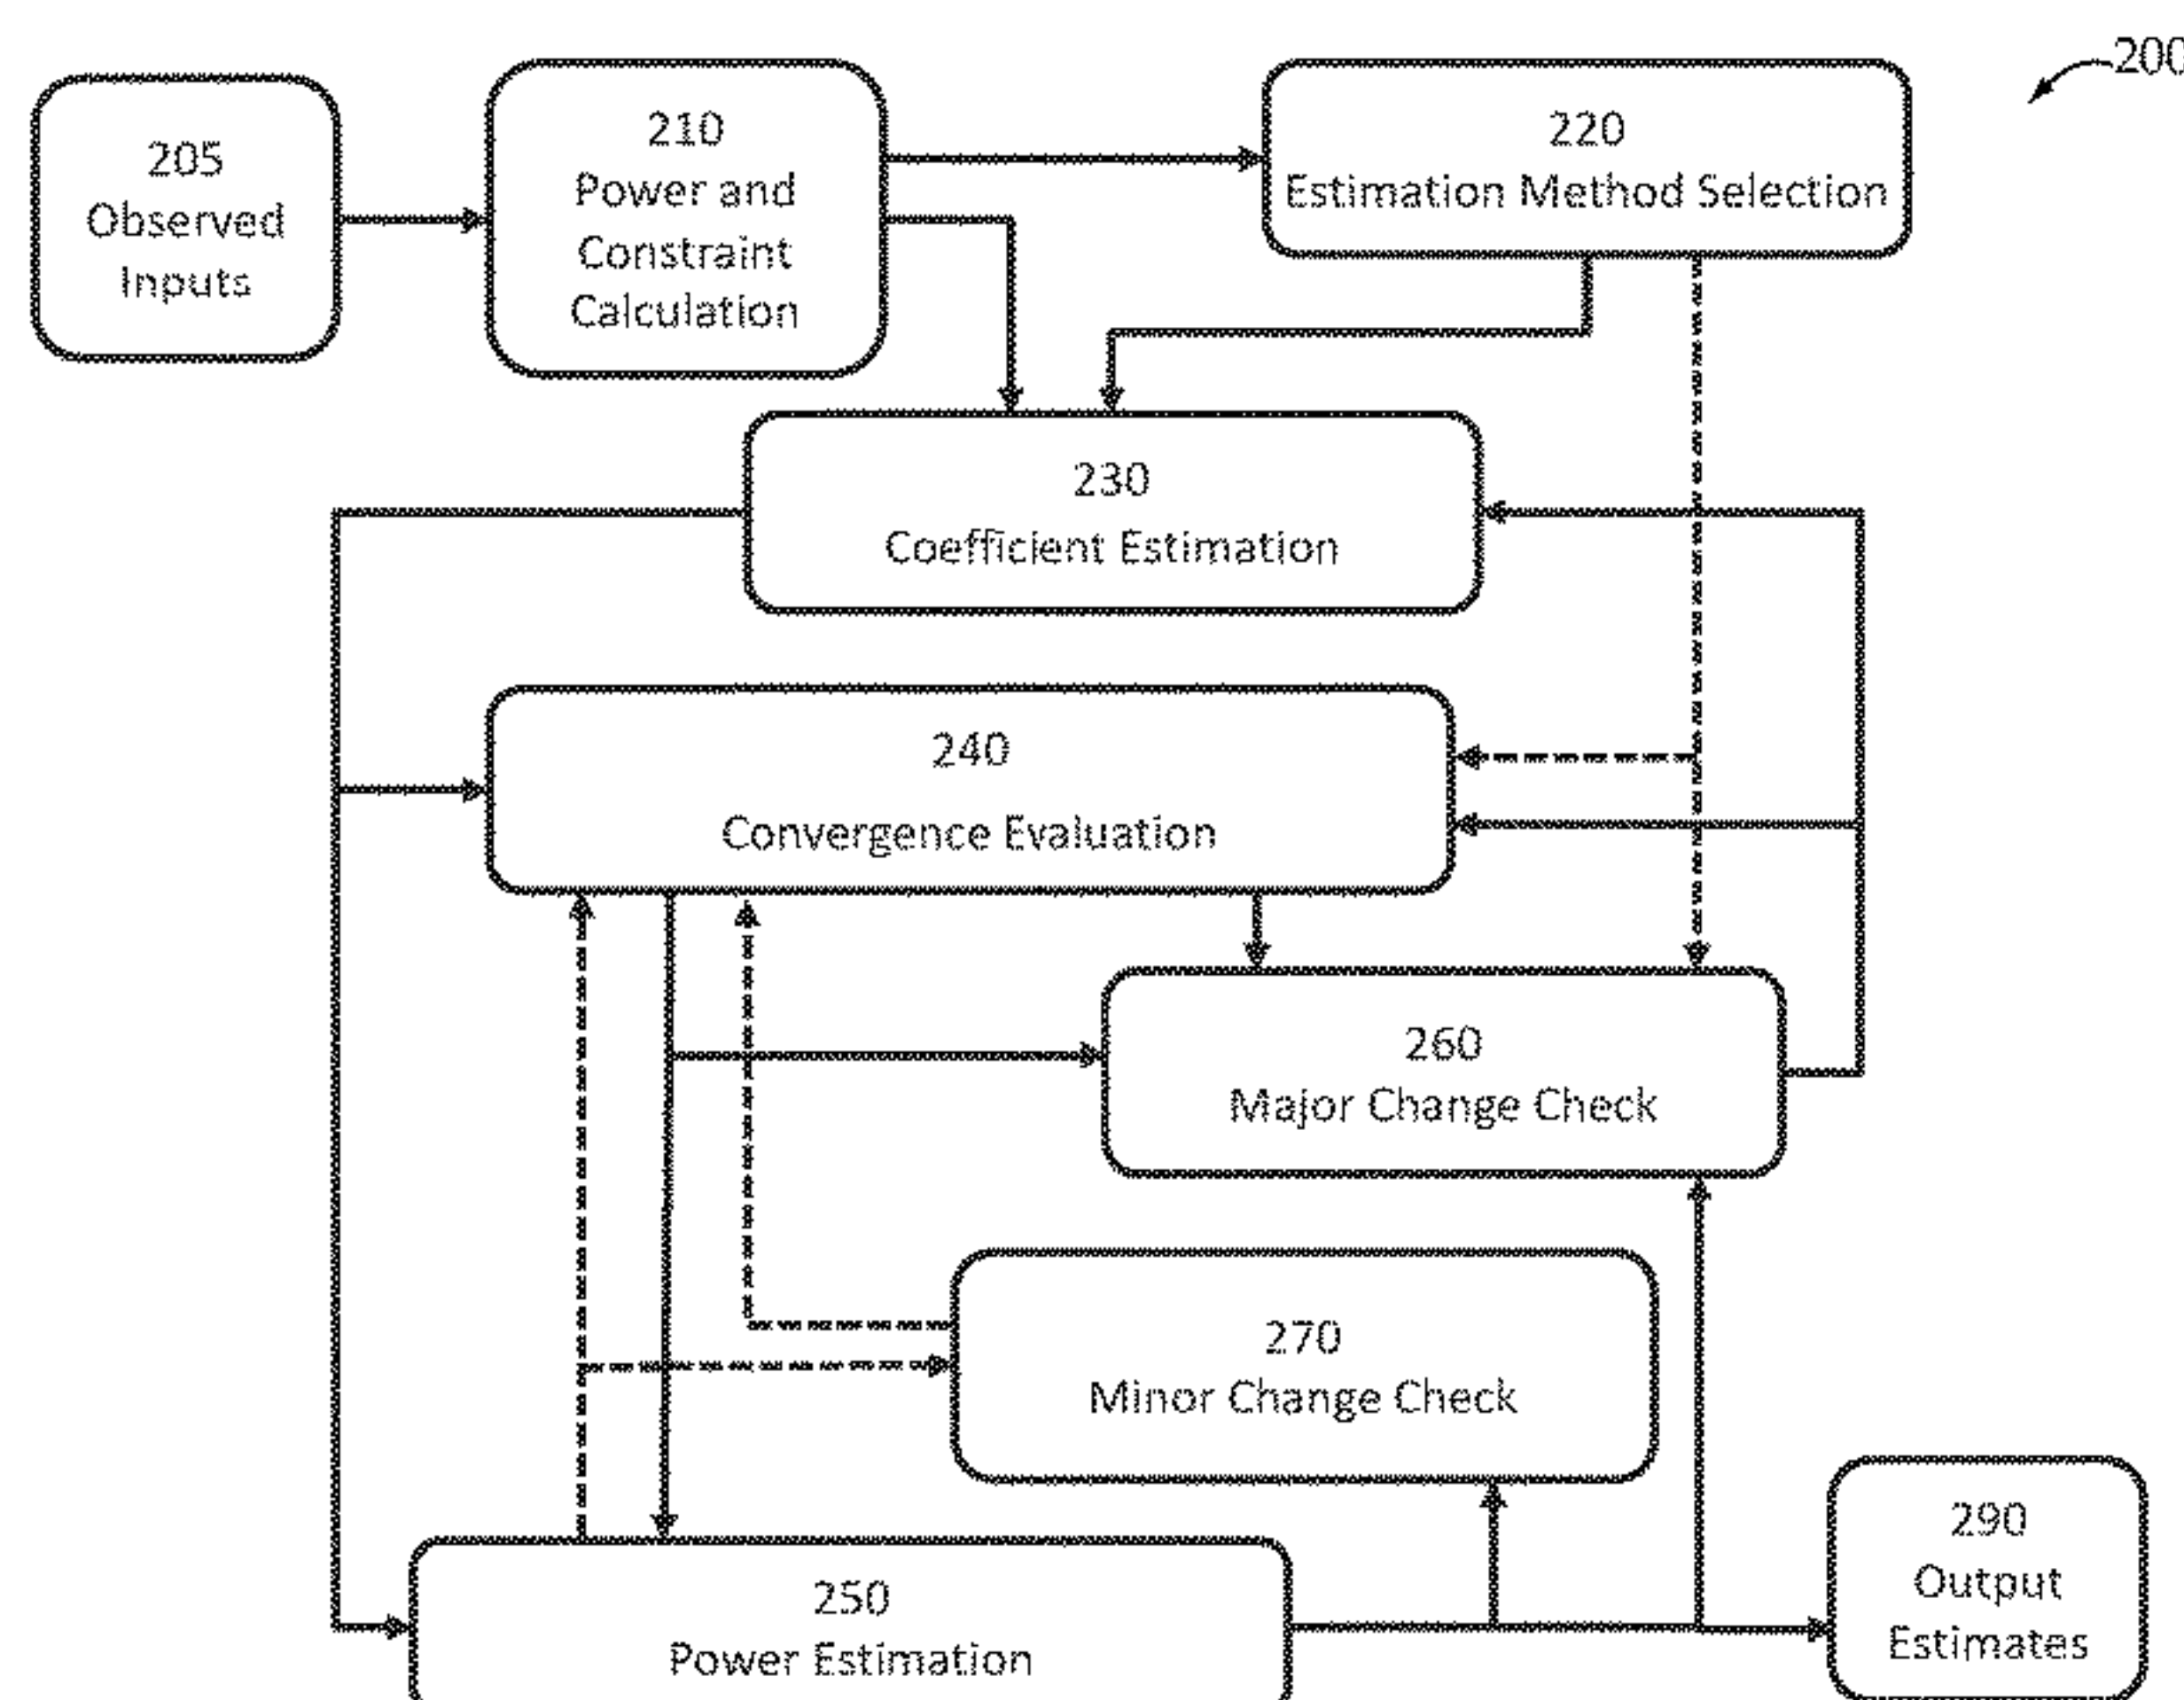 200
205
Observed
Inputs
210
Power and
Constraint
Calculation
220
Estimation Method Selection
230
Coefficient Estimation
240
Convergence Evaluation
260
Major Change Check
270
Minor Change Check
250
Power Estimation
290
Output
Estimates